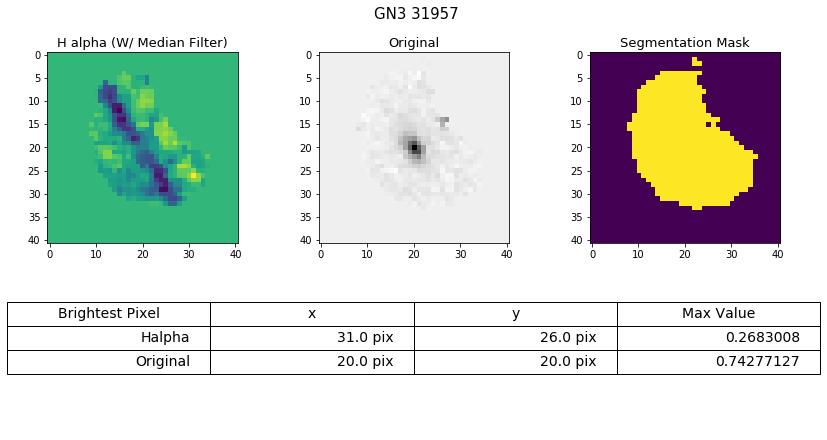 GN3 31957
H alpha (W/ Median Filter) Original Segmentation Mask
0 0 0
5 5 5
10 10 10
15 15 15
20 20 20
25 25 25
30 30 30
35 35 35
40 40 40
0 10 20 30 40 0 10 20 30 40 0 10 20 30 40
Brightest Pixel x y Max Value
Halpha 31.0 pix 26.0 pix 0.2683008
Original 20.0 pix 20.0 pix 0.74277127